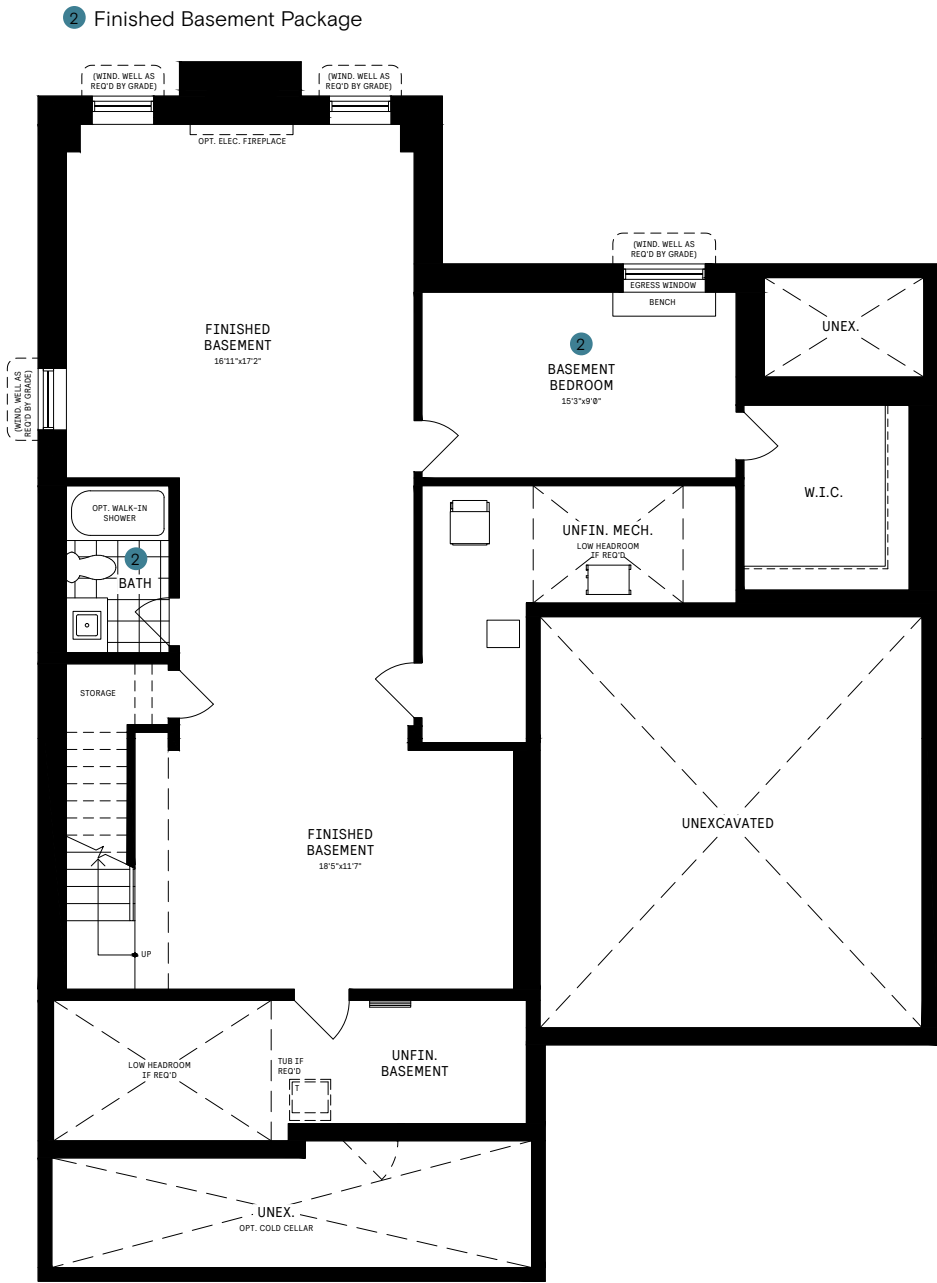 2 Finished Basement Package
(WIND. WELL AS
REQ'D BY GRADE)
(WIND. WELL AS
REQ'D BY GRADE)
OPT. ELEC. FIREPLACE
(WIND. WELL AS
REQ'D BY GRADE)
EGRESS WINDOW
BENCH
UNEX.
FINISHED
BASEMENT
16'11"x17'2"
2
BASEMENT
BEDROOM
15'3"x9'0"
(WIND. WELL AS
REQ'D BY GRADE)
W.I.C.
OPT. WALK-IN
SHOWER
2
BATH
UNFIN. MECH.
LOW HEADROOM
IF REQ'D
STORAGE
FINISHED
BASEMENT
18'5"x11'7"
UNEXCAVATED
UP
LOW HEADROOM
IF REQ'D
TUB IF
REQ'D
T
UNFIN.
BASEMENT
UNEX.
OPT. COLD CELLAR